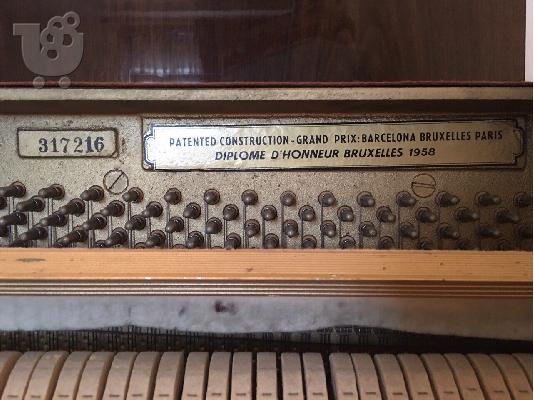 317216
PATENTED CONSTRUCTION - GRAND PRIX: BARCELONA BRUXELLES PARIS
DIPLOME D'HONNEUR BRUXELLES 1958